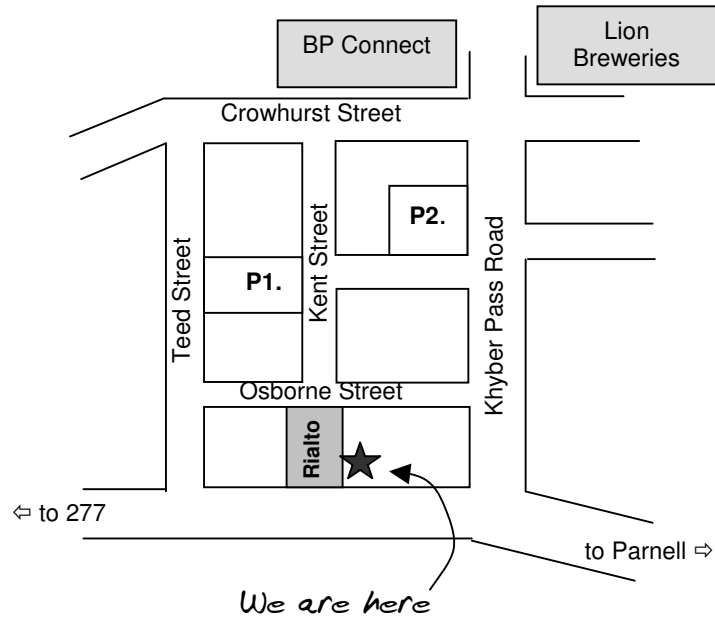 BP Connect
Lion
Breweries
Crowhurst Street
P2.
Kent Street
P1.
Teed Street
Khyber Pass Road
Osborne Street
Rialto
⇦ to 277
to Parnell ⇨
We are here